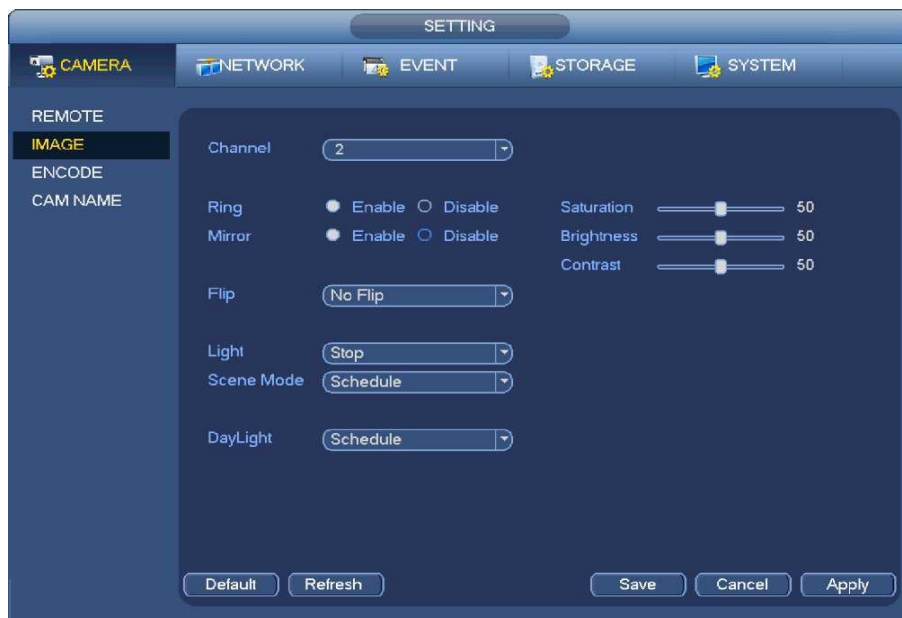 SETTING
CAMERA NETWORK EVENT STORAGE SYSTEM
REMOTE
IMAGE
ENCODE
CAM NAME
Channel 2
Ring Enable Disable Saturation 50
Mirror Enable Disable Brightness 50
Contrast 50
Flip No Flip
Light Stop
Scene Mode Schedule
DayLight Schedule
Default Refresh Save Cancel Apply